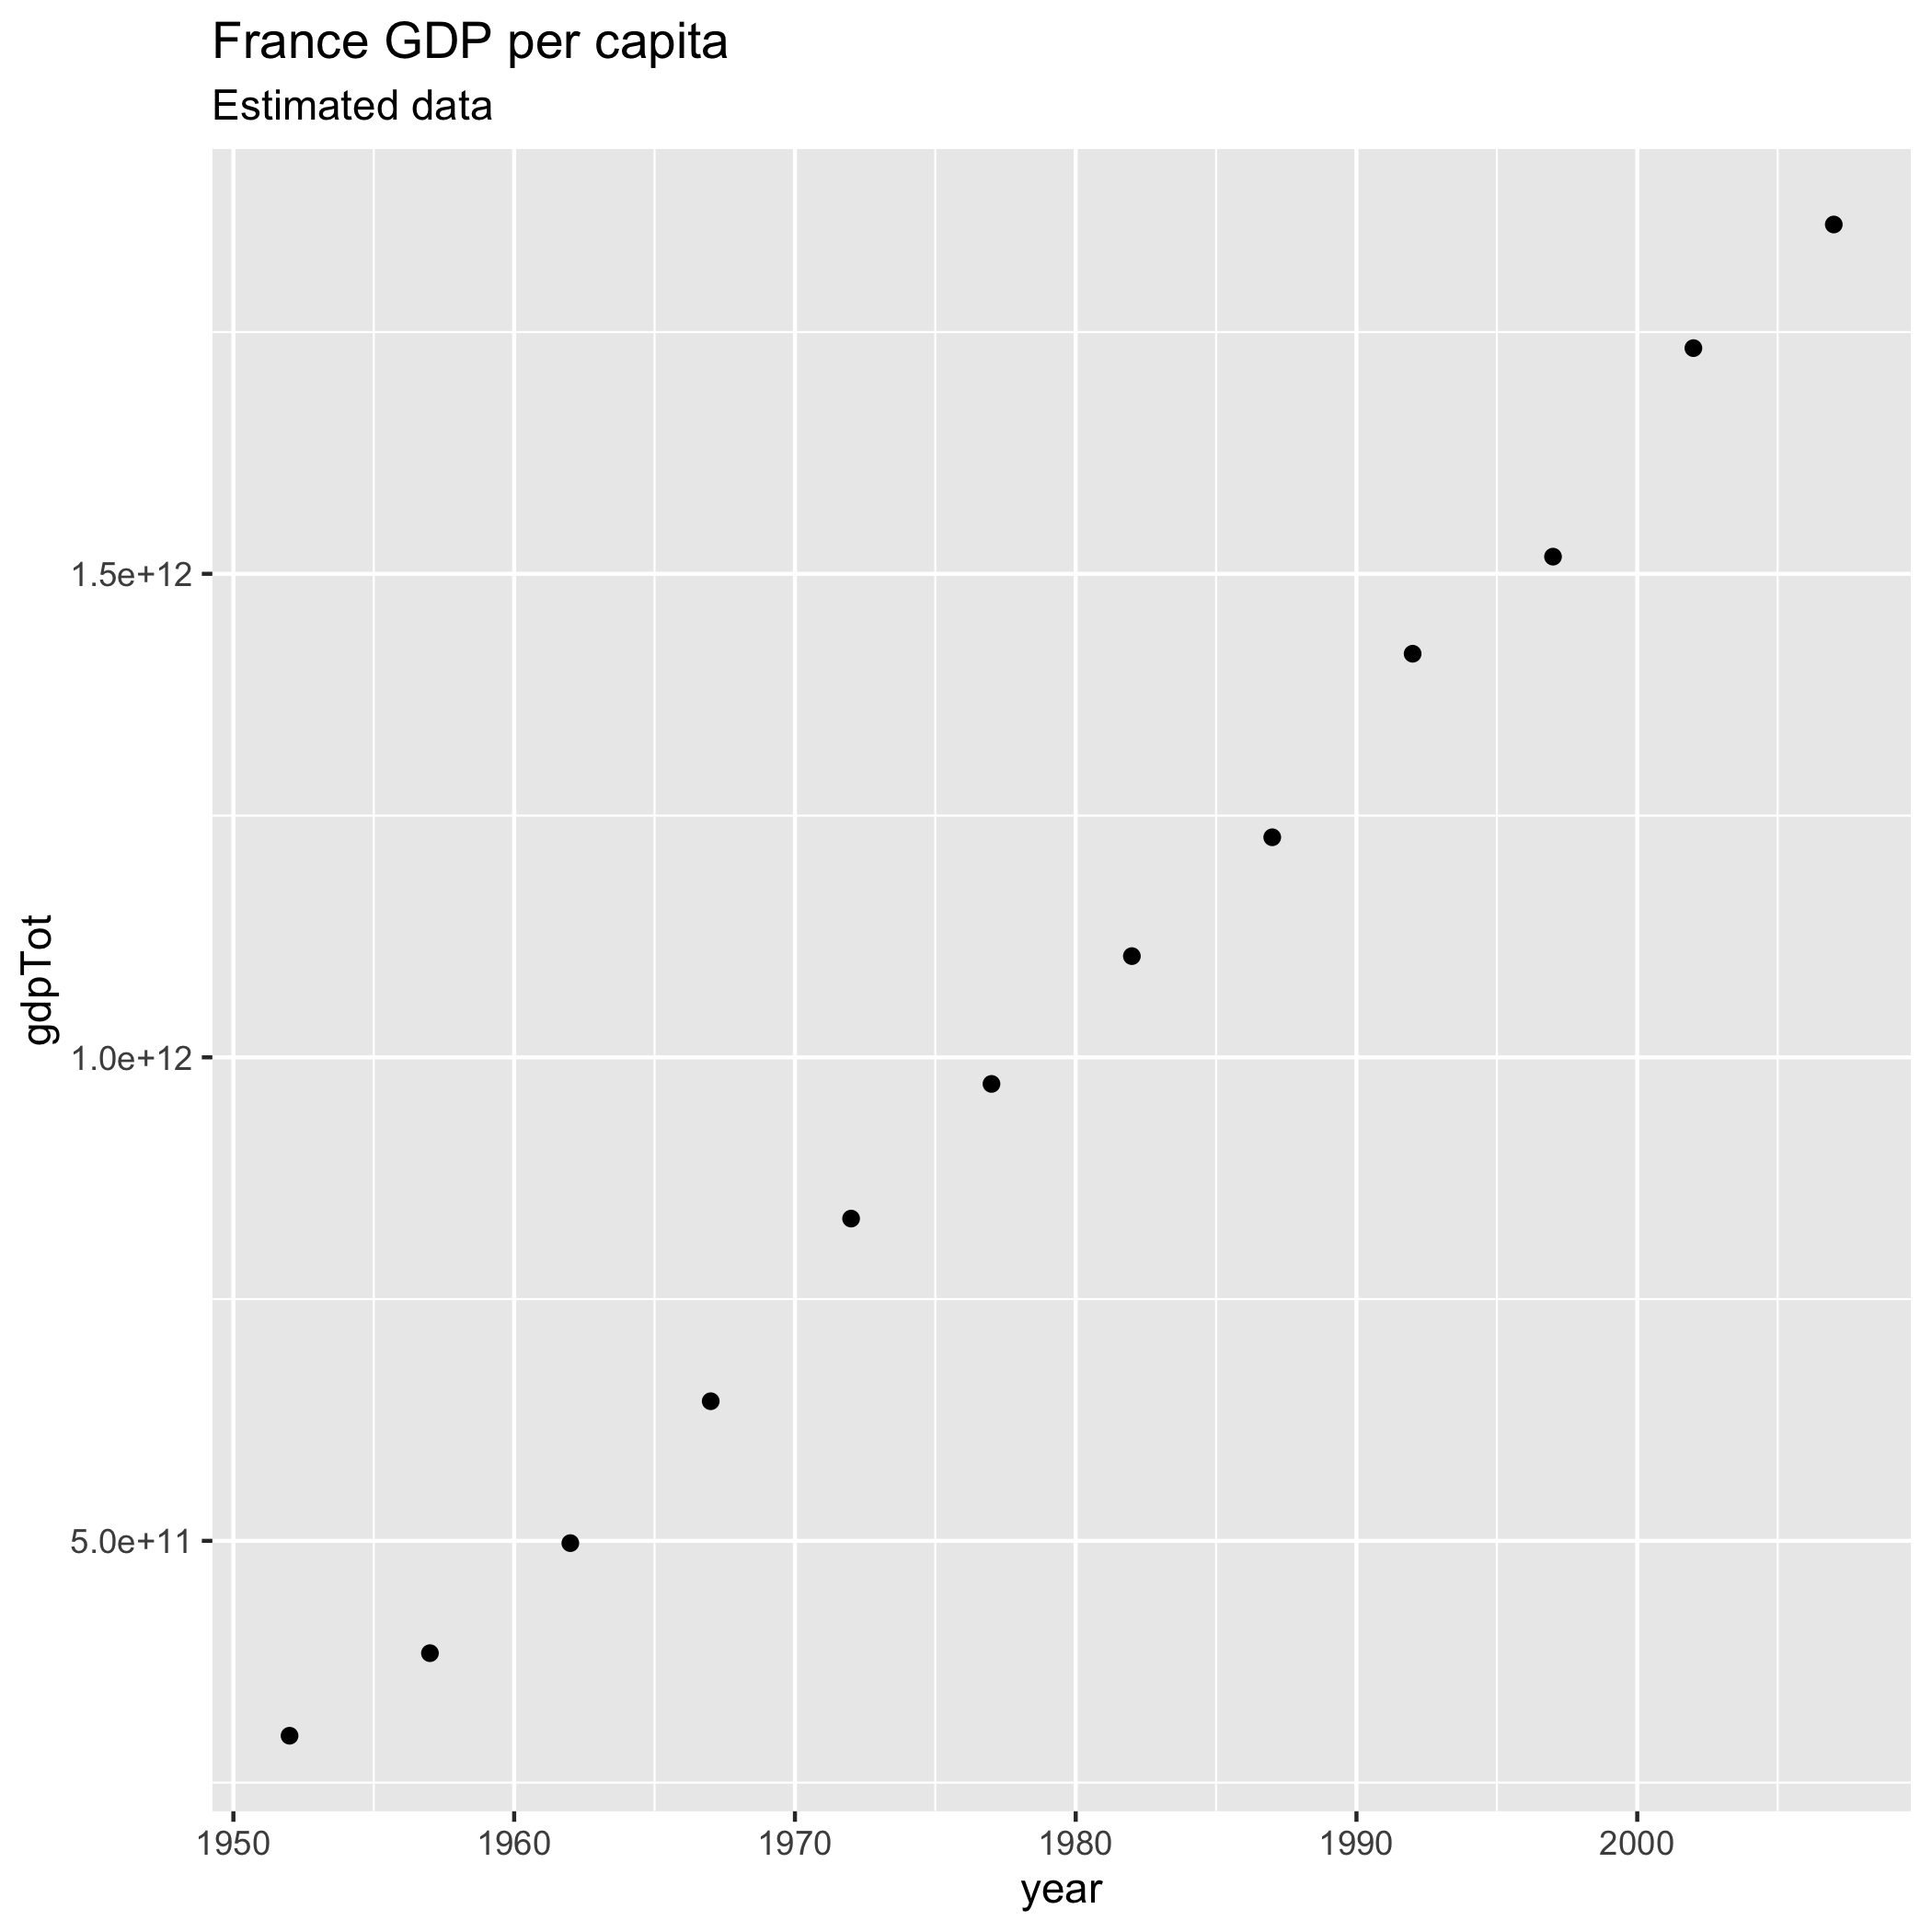 France GDP per capita
Estimated data
1.5e+12
1.0e+12
5.0e+11
gdpTot
1950 1960 1970 1980 1990 2000
year